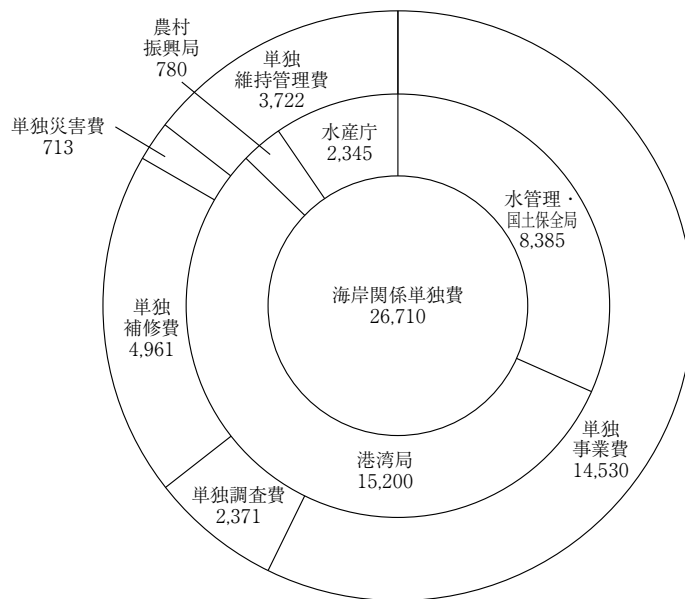 農村
振興局
780
単独
維持管理費
3,722
単独災害費
713
水産庁
2,345
水管理・
国土保全局
8,385
海岸関係単独費
26,710
単独
補修費
4,961
単独
事業費
14,530
港湾局
15,200
単独調査費
2,371